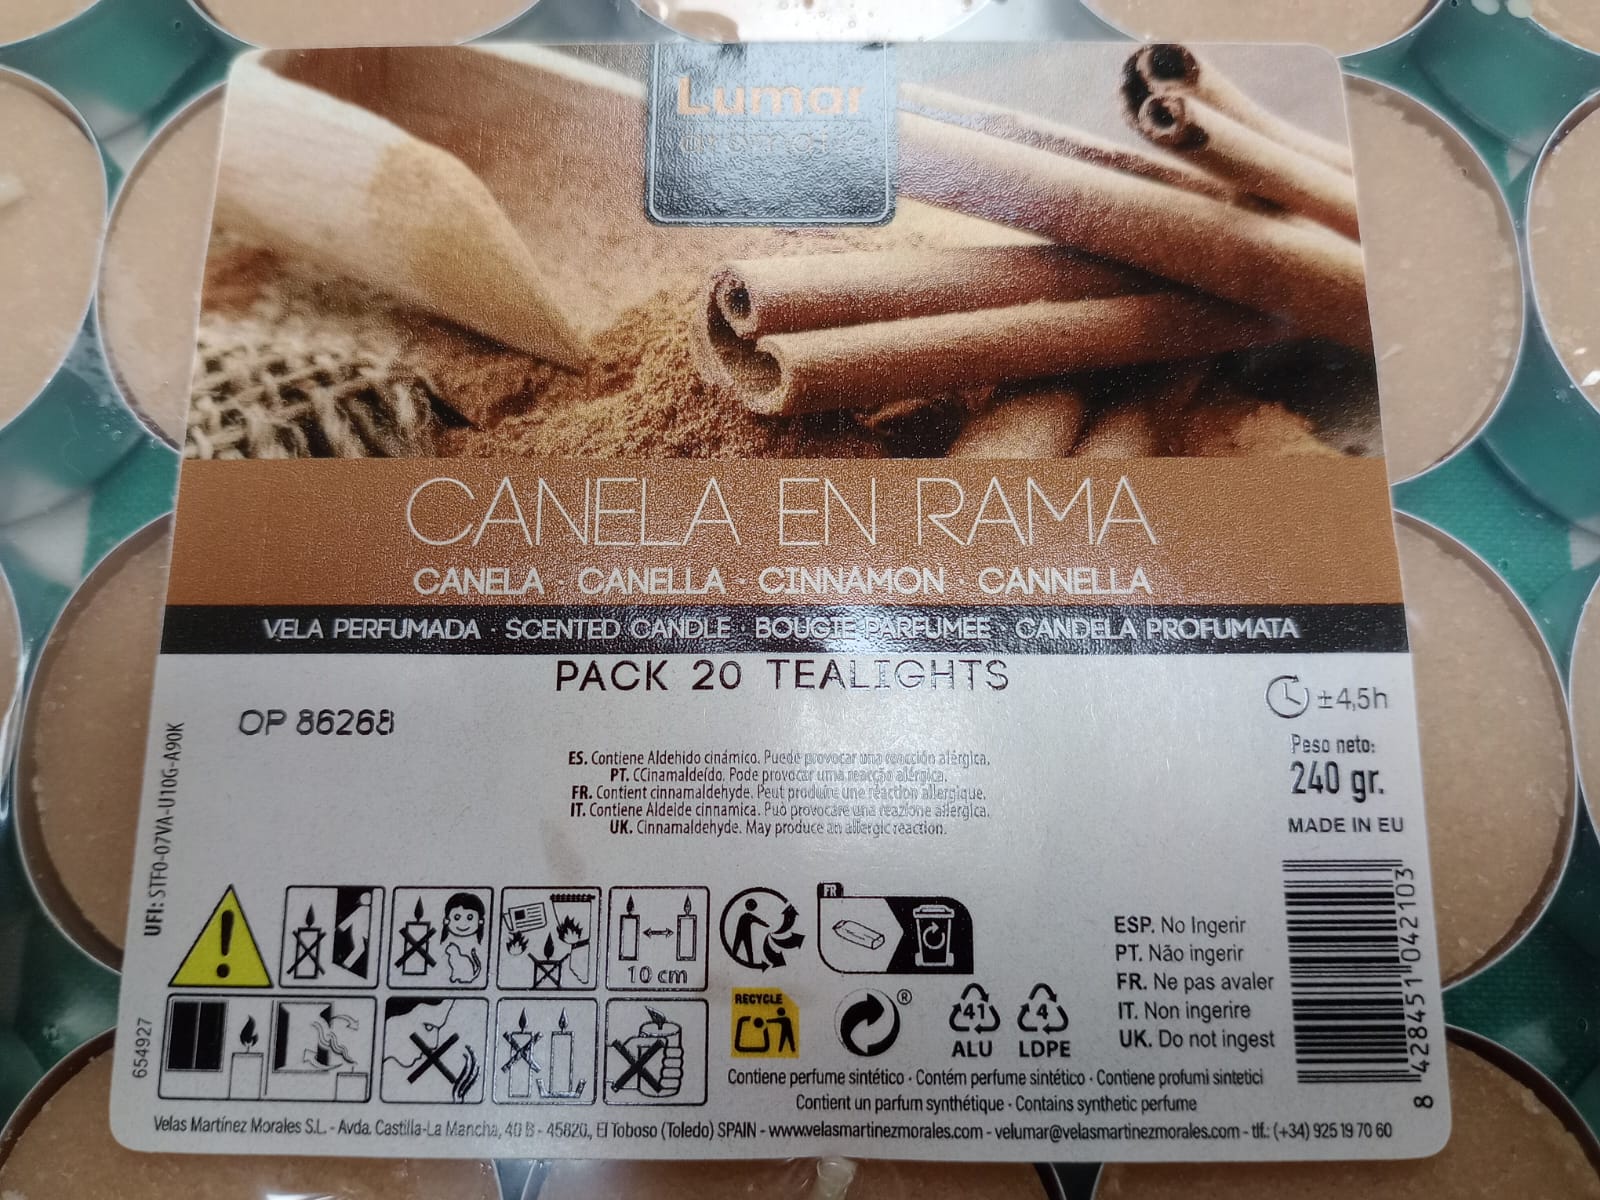 Lumar
aromatic
CANELA EN RAMA
CANELA · CANELLA · CINNAMON · CANNELLA
VELA PERFUMADA · SCENTED CANDLE · BOUGIE PARFUMEE · CANDELA PROFUMATA
PACK 20 TEALIGHTS
OP 86268
±4,5h
Peso neto:
240 gr.
MADE IN EU
ES. Contiene Aldehido cinámico. Puede provocar una reacción alérgica.
PT. CCinamaldeído. Pode provocar uma reacção alérgica.
FR. Contient cinnamaldehyde. Peut produire une réaction allergique.
IT. Contiene Aldeide cinnamica. Può provocare una reazione allergica.
UK. Cinnamaldehyde. May produce an allergic reaction.
UFI: STF0-07VA-U10G-A90K
654927
10 cm
FR
RECYCLE
®
41
ALU
4
LDPE
ESP. No Ingerir
PT. Não ingerir
FR. Ne pas avaler
IT. Non ingerire
UK. Do not ingest
8 428451 042103
Contiene perfume sintético · Contém perfume sintético · Contiene profumi sintetici
Contient un parfum synthétique · Contains synthetic perfume
Velas Martínez Morales S.L. - Avda. Castilla-La Mancha, 40 B - 45820, El Toboso (Toledo) SPAIN - www.velasmartinezmorales.com - velumar@velasmartinezmorales.com - tlf.: (+34) 925 19 70 60